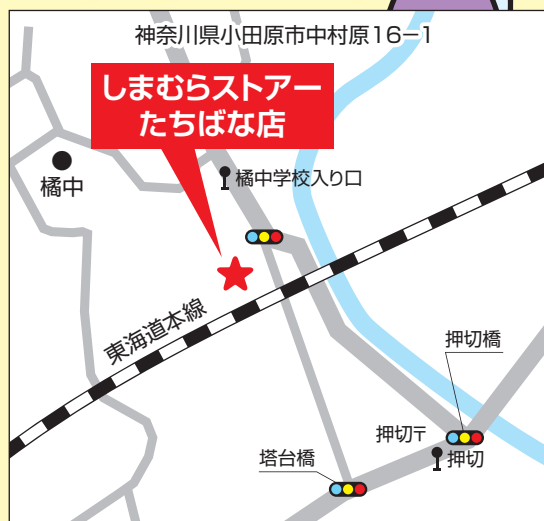 神奈川県小田原市中村原16−1
しまむらストアー
たちばな店
橘中
橘中学校入り口
東海道本線
押切橋
押切〒
押切
塔台橋